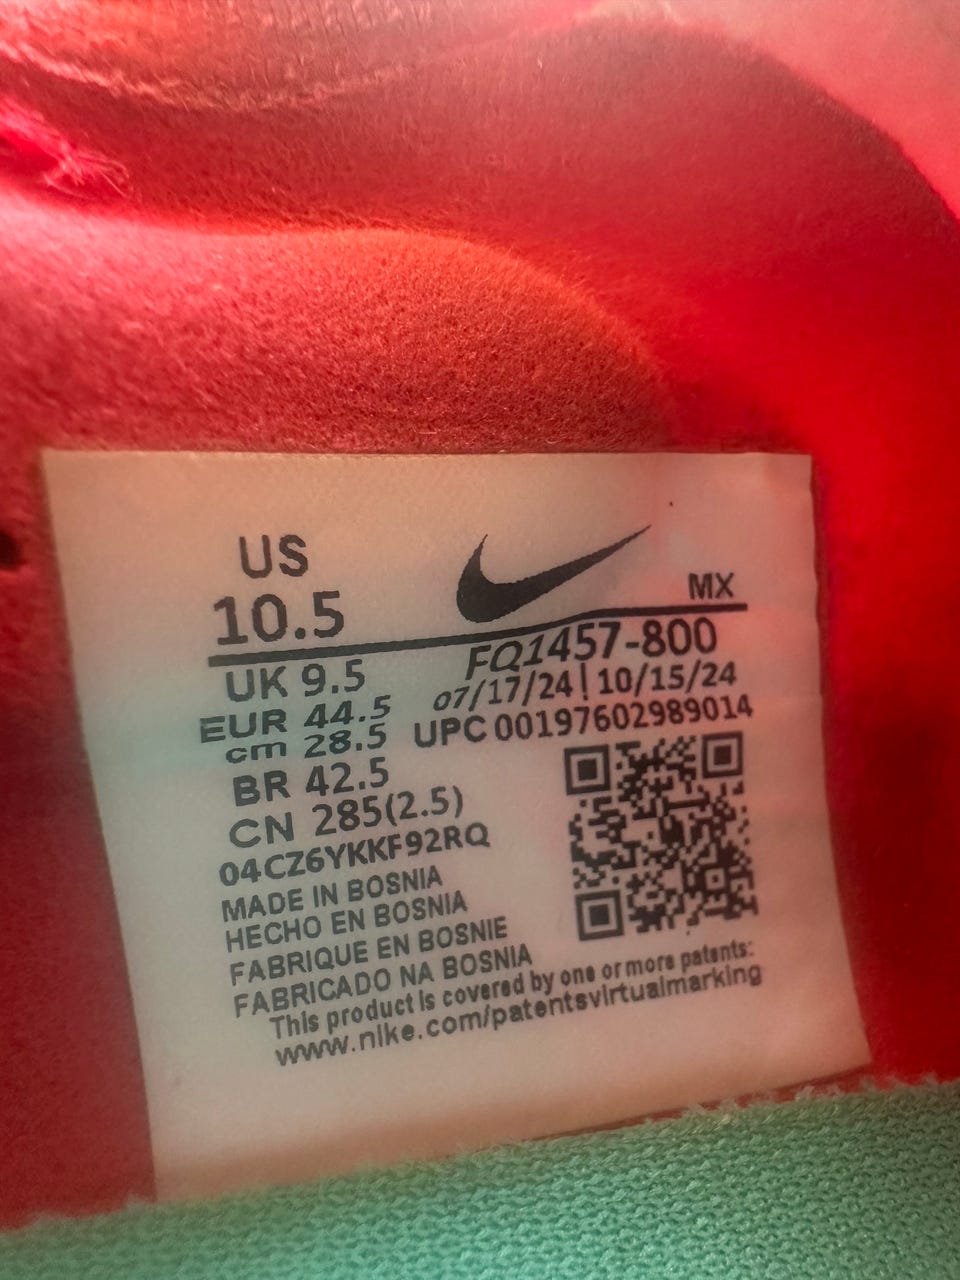 US
10.5
MX
UK 9.5
FQ1457-800
EUR 44.5
07/17/24 | 10/15/24
cm 28.5
UPC 00197602989014
BR 42.5
CN 285(2.5)
04CZ6YKKF92RQ
MADE IN BOSNIA
HECHO EN BOSNIA
FABRIQUE EN BOSNIE
FABRICADO NA BOSNIA
This product is covered by one or more patents:
www.nike.com/patentsvirtualmarking